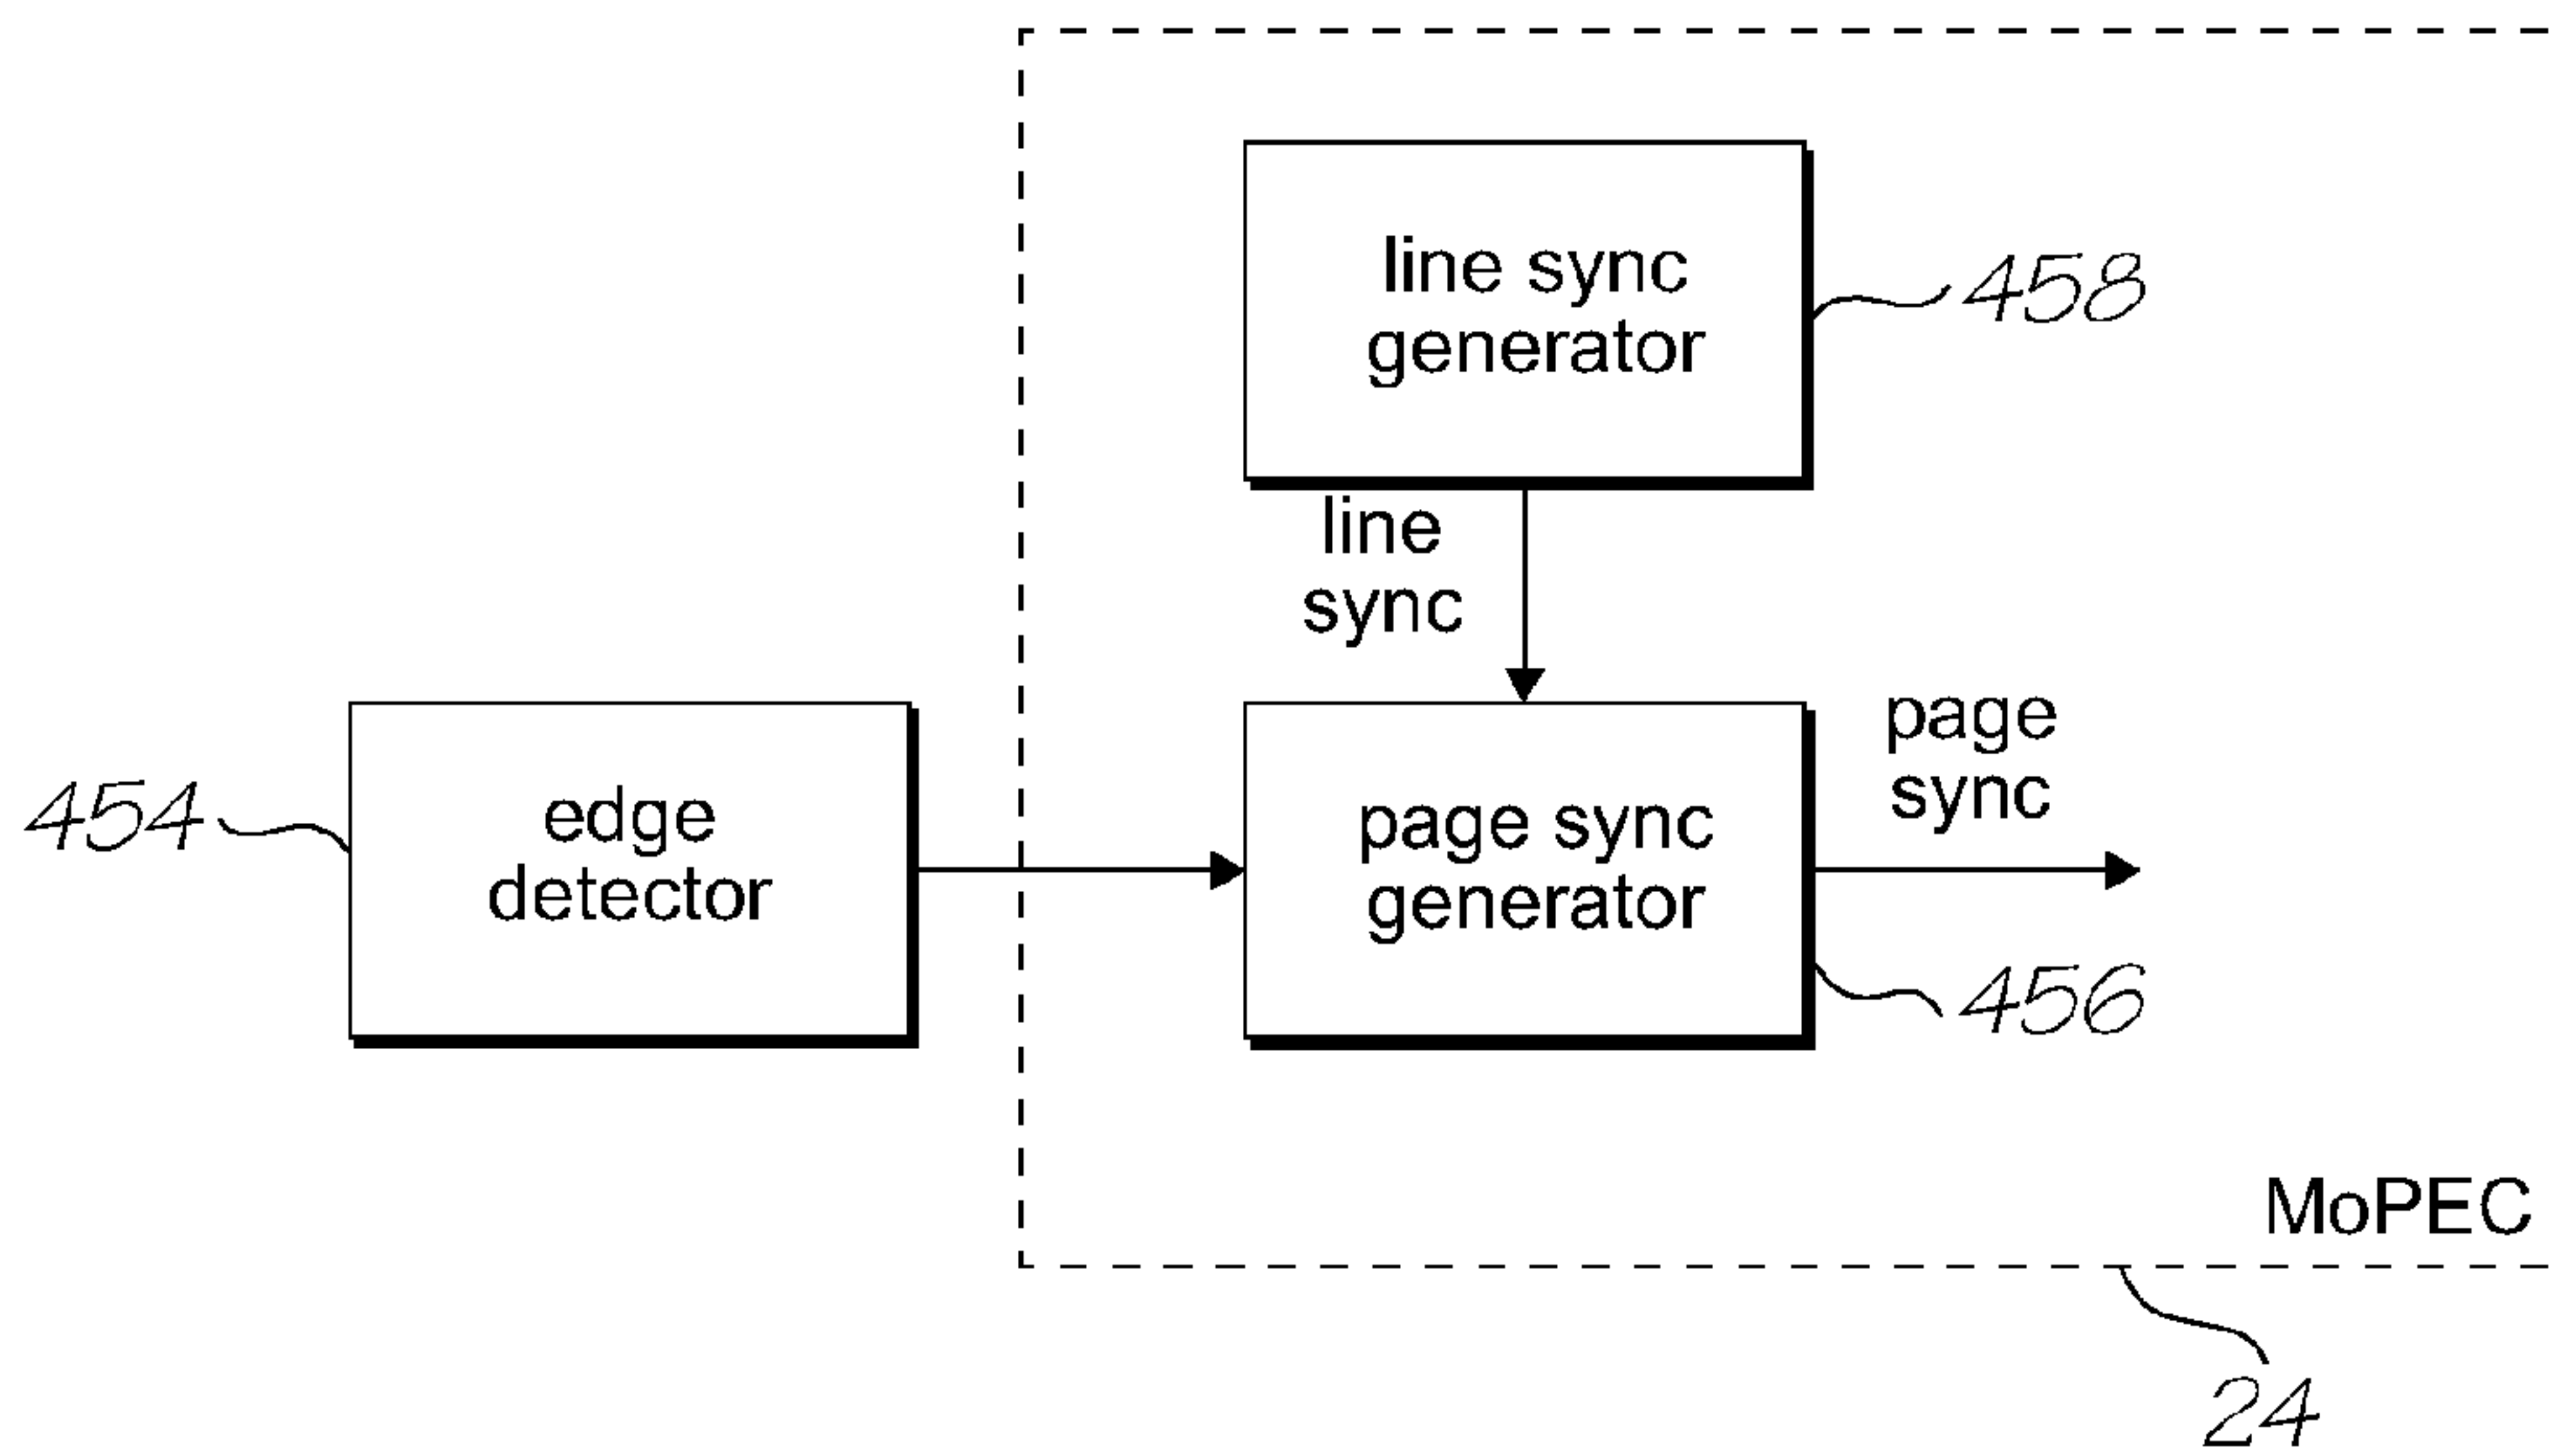 line sync
generator
458
line
sync
454
edge
detector
page sync
generator
page
sync
456
MoPEC
24